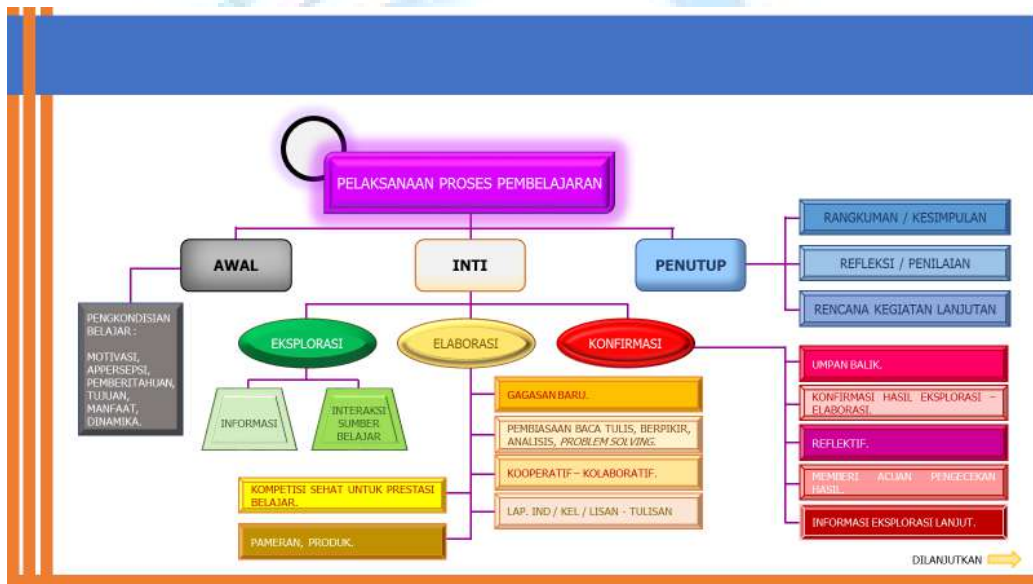 PELAKSANAAN PROSES PEMBELAJARAN
AWAL
INTI
PENUTUP
RANGKUMAN / KESIMPULAN
REFLEKSI / PENILAIAN
RENCANA KEGIATAN LANJUTAN
PENGKONDISIAN
BELAJAR :
MOTIVASI,
APPERSEPSI,
PEMBERITAHUAN,
TUJUAN,
MANFAAT,
DINAMIKA.
EKSPLORASI
ELABORASI
KONFIRMASI
INFORMASI
INTERAKSI
SUMBER
BELAJAR
GAGASAN BARU.
PEMBIASAAN BACA TULIS, BERPIKIR,
ANALISIS, PROBLEM SOLVING.
KOOPERATIF – KOLABORATIF.
LAP. IND / KEL / LISAN - TULISAN
KOMPETISI SEHAT UNTUK PRESTASI
BELAJAR.
PAMERAN, PRODUK.
UMPAN BALIK.
KONFIRMASI HASIL EKSPLORASI –
ELABORASI.
REFLEKTIF.
MEMBERI ACUAN PENGECEKAN
HASIL.
INFORMASI EKSPLORASI LANJUT.
DILANJUTKAN